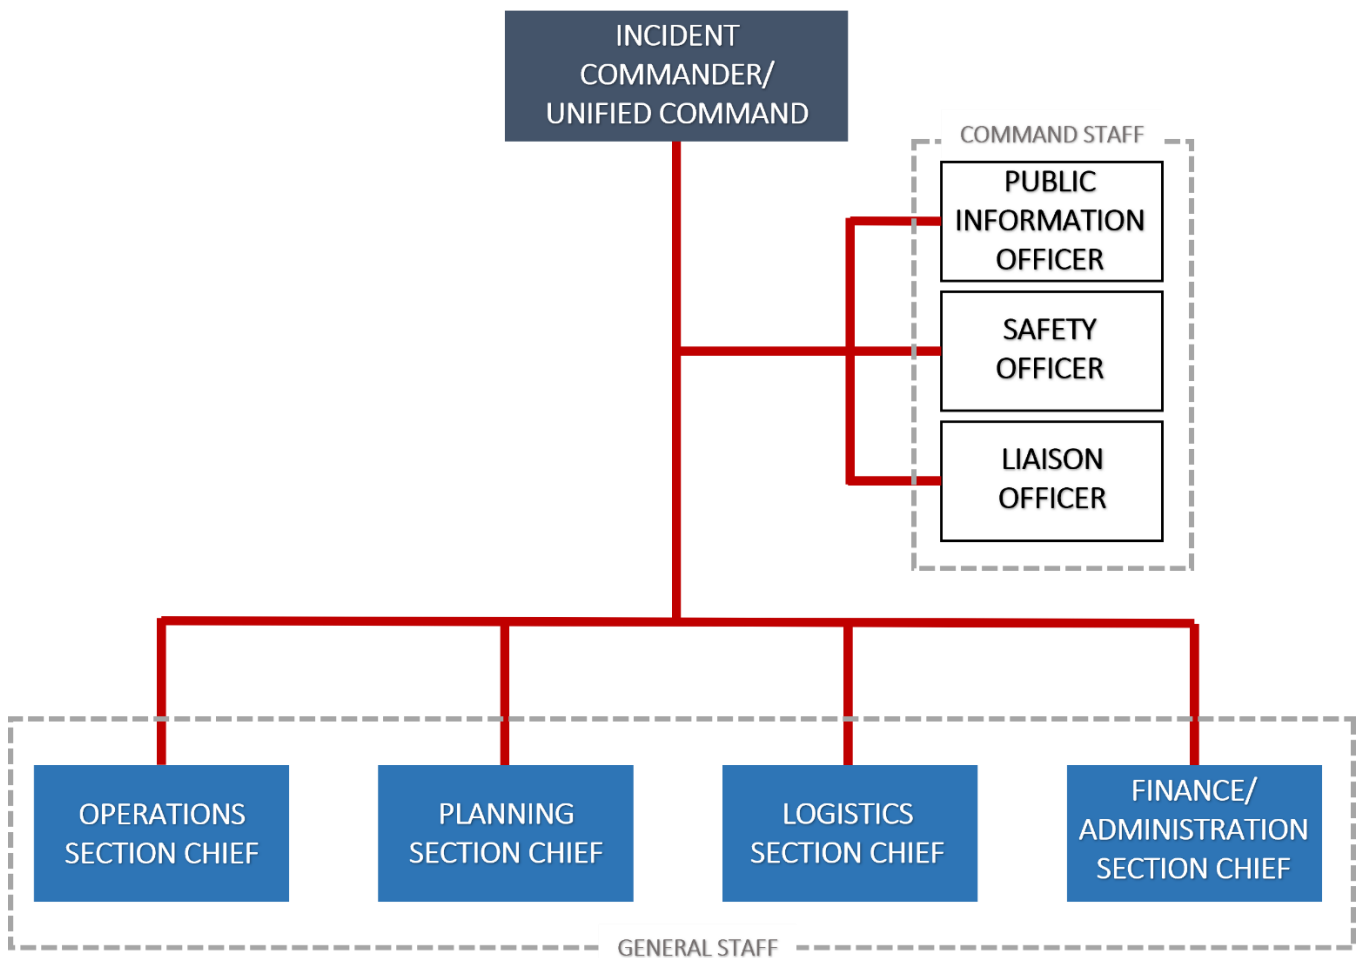 INCIDENT
COMMANDER/
UNIFIED COMMAND
COMMAND STAFF
PUBLIC
INFORMATION
OFFICER
SAFETY
OFFICER
LIAISON
OFFICER
OPERATIONS
SECTION CHIEF
PLANNING
SECTION CHIEF
LOGISTICS
SECTION CHIEF
FINANCE/
ADMINISTRATION
SECTION CHIEF
GENERAL STAFF